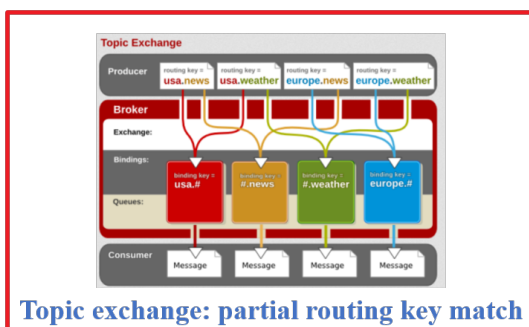 Topic Exchange
Producer
routing key =
usa.news
routing key =
usa.weather
routing key =
europe.news
routing key =
europe.weather
Broker
Exchange:
Bindings:
binding key =
usa.#
binding key =
#.news
binding key =
#.weather
binding key =
europe.#
Queues:
Consumer
Message
Message
Message
Message
Topic exchange: partial routing key match